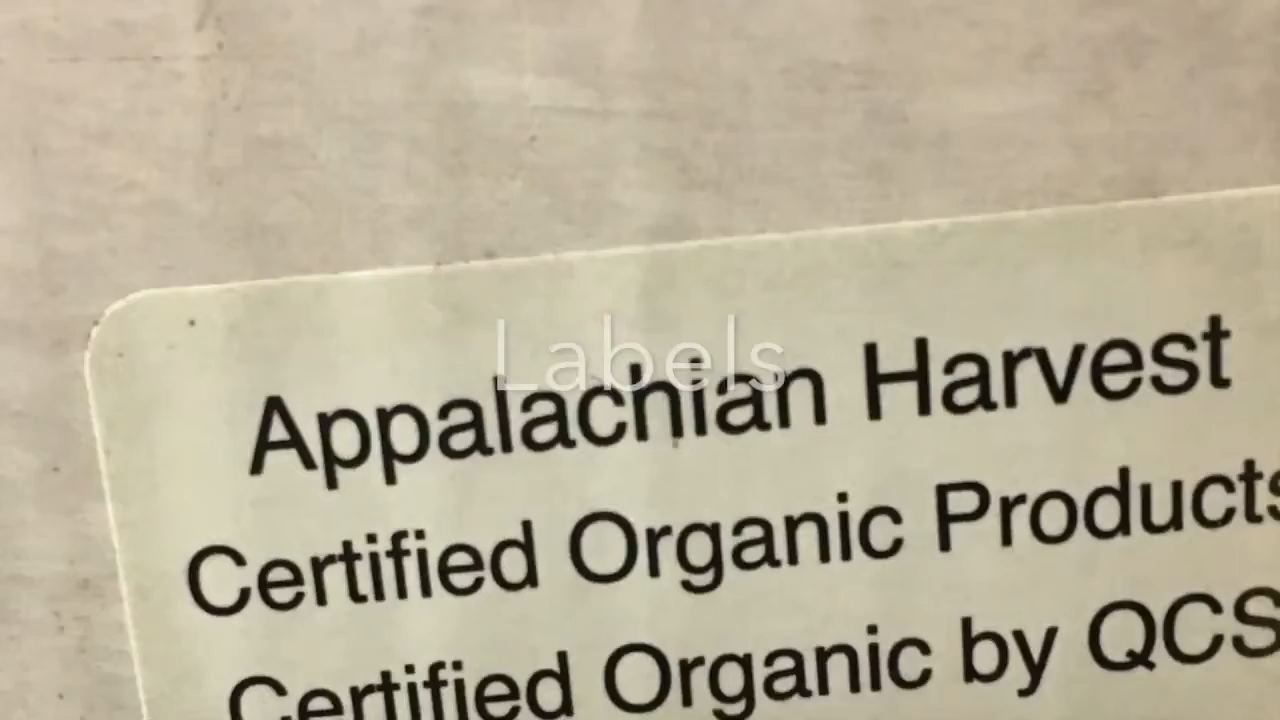 Labels
Appalachian Harvest
Certified Organic Products
Certified Organic by QCS